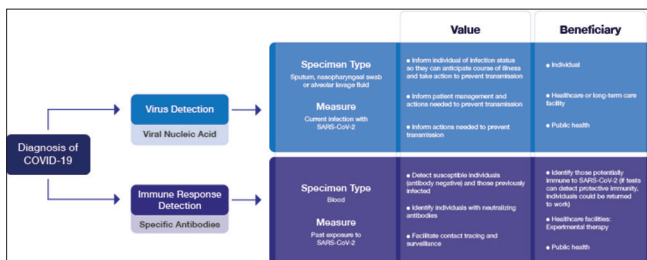 Value
Beneficiary
Diagnosis of
COVID-19
Virus Detection
Viral Nucleic Acid
Specimen Type
Sputum, nasopharyngeal swab
or alveolar lavage fluid
Measure
Current infection with
SARS-CoV-2
• Inform individual of infection status
so they can anticipate course of illness
and take action to prevent transmission
• Inform patient management and
actions needed to prevent transmission
• Inform actions needed to prevent
transmission
• Individual
• Healthcare or long-term care
facility
• Public health
Immune Response
Detection
Specific Antibodies
Specimen Type
Blood
Measure
Past exposure to
SARS-CoV-2
• Detect susceptible individuals
(antibody negative) and those previously
infected
• Identify individuals with neutralizing
antibodies
• Facilitate contact tracing and
surveillance
• Identify those potentially
immune to SARS-CoV-2 (if tests
can detect protective immunity,
individuals could be returned
to work)
• Healthcare facilities:
Experimental therapy
• Public health